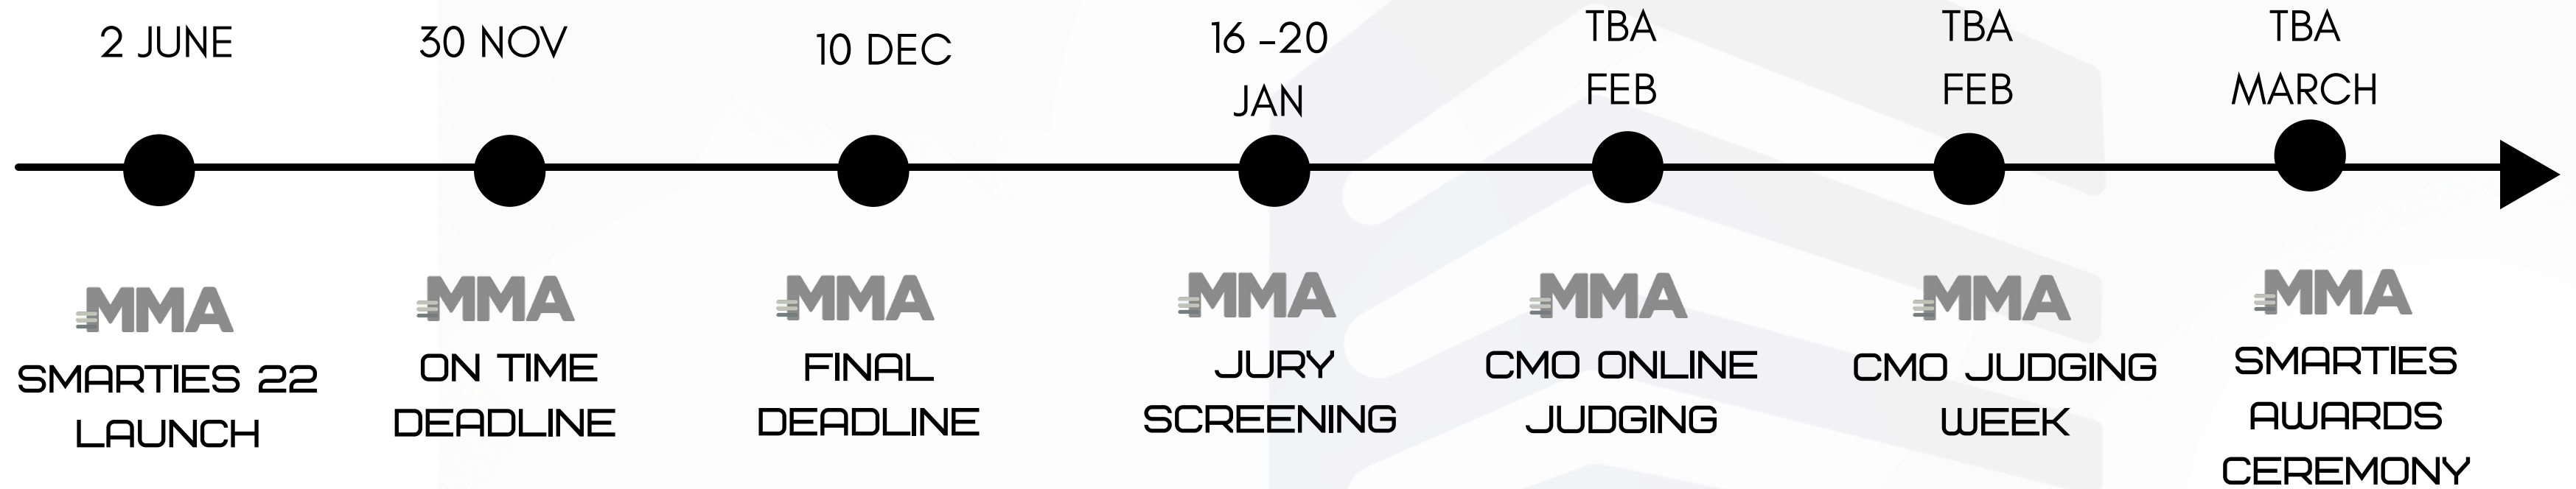 2 JUNE
30 NOV
10 DEC
16 -20
JAN
TBA
FEB
TBA
FEB
TBA
MARCH
MMA
SMARTIES 22
LAUNCH
MMA
ON TIME
DEADLINE
MMA
FINAL
DEADLINE
MMA
JURY
SCREENING
MMA
CMO ONLINE
JUDGING
MMA
CMO JUDGING
WEEK
MMA
SMARTIES
AWARDS
CEREMONY